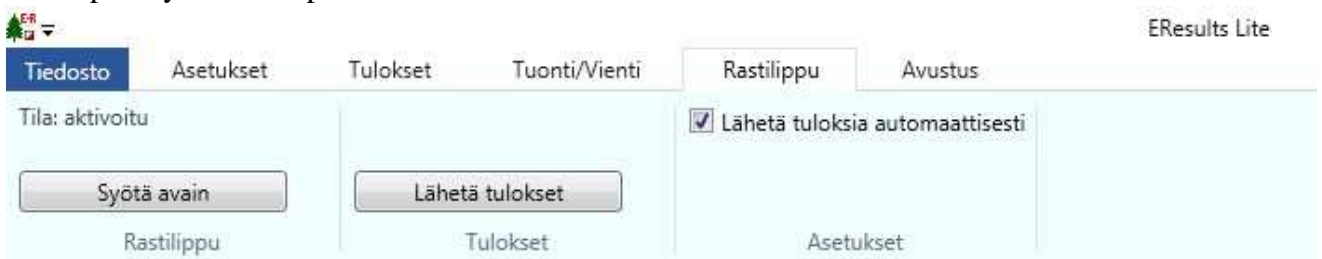 E-R
EResults Lite
Tiedosto Asetukset Tulokset Tuonti/Vienti Rastilippu Avustus
Tila: aktivoitu
Lähetä tuloksia automaattisesti
Syötä avain Lähetä tulokset
Rastilippu Tulokset Asetukset